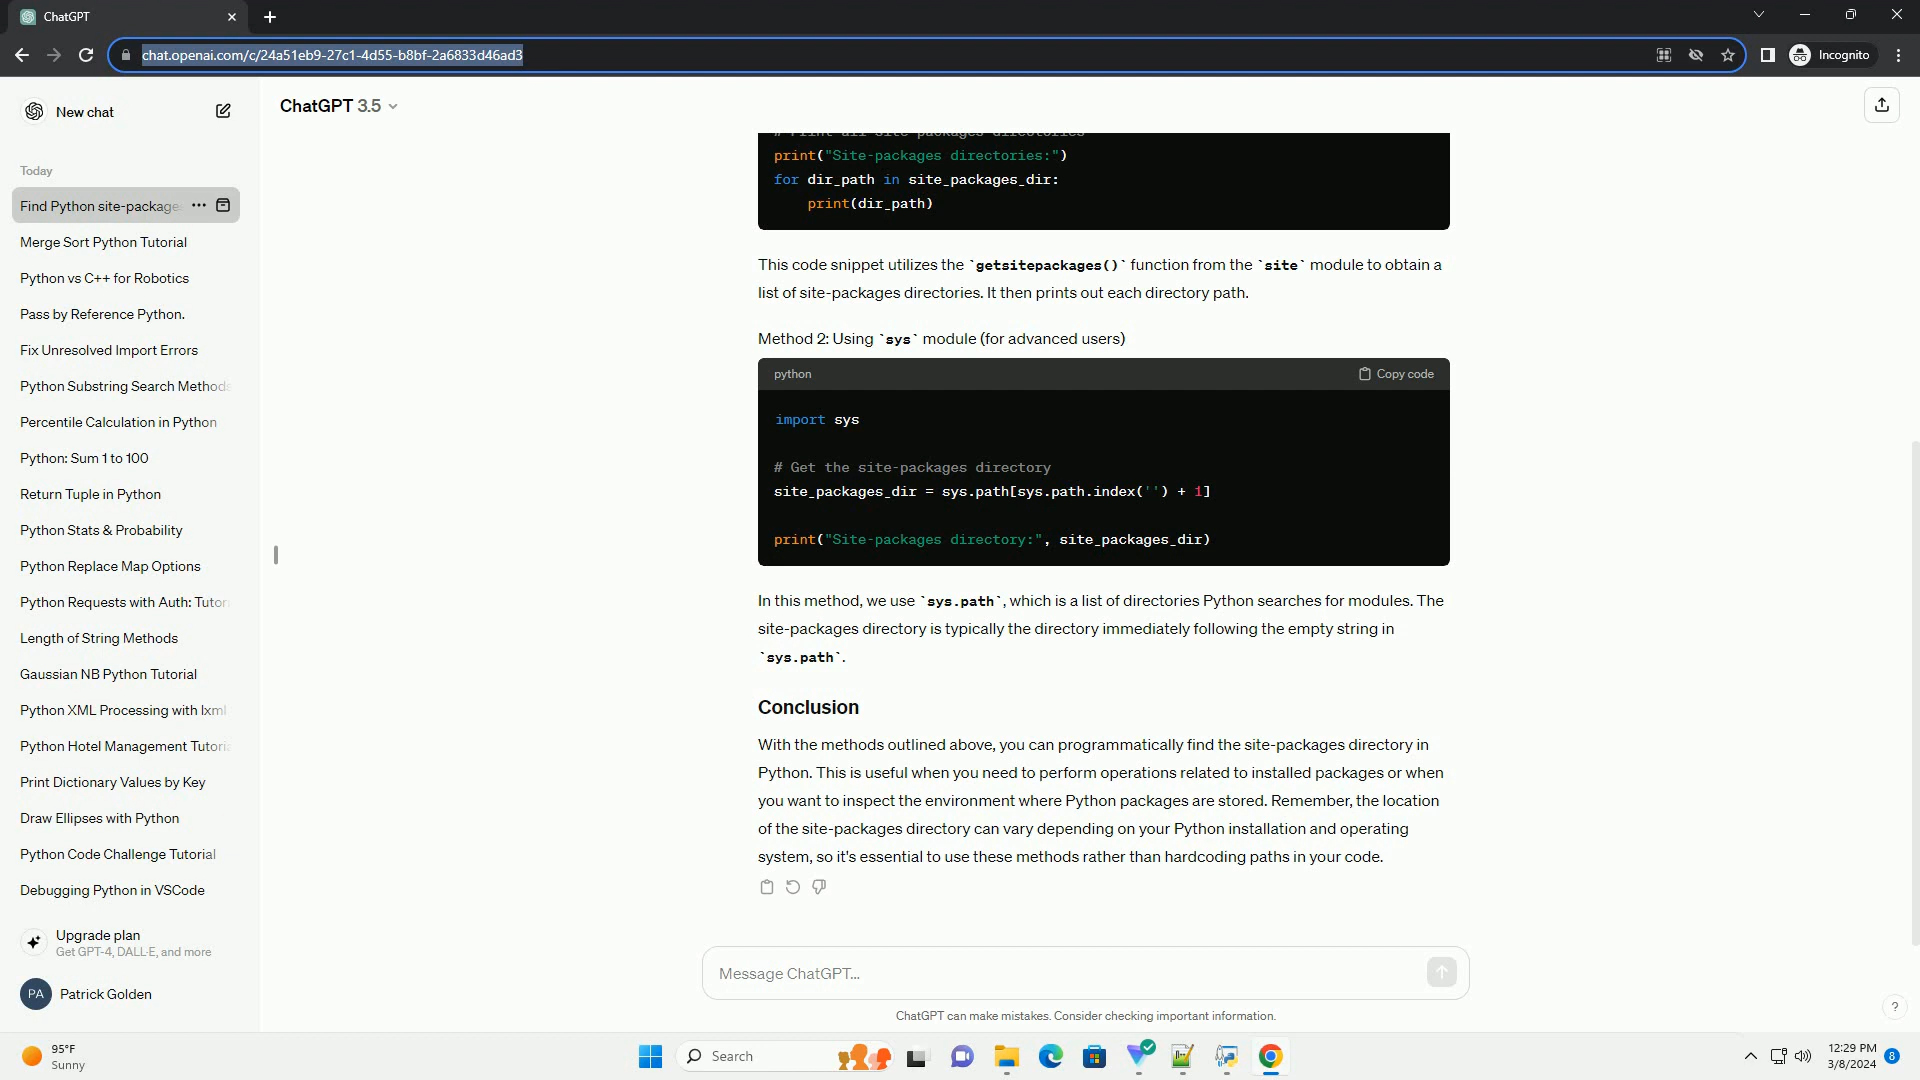 ChatGPT
chat.openai.com/c/24a51eb9-27c1-4d55-b8bf-2a6833d46ad3
Incognito
New chat
Today
Find Python site-package
Merge Sort Python Tutorial
Python vs C++ for Robotics
Pass by Reference Python.
Fix Unresolved Import Errors
Python Substring Search Methods
Percentile Calculation in Python
Python: Sum 1 to 100
Return Tuple in Python
Python Stats & Probability
Python Replace Map Options
Python Requests with Auth: Tutor
Length of String Methods
Gaussian NB Python Tutorial
Python XML Processing with lxml
Python Hotel Management Tutoria
Print Dictionary Values by Key
Draw Ellipses with Python
Python Code Challenge Tutorial
Debugging Python in VSCode
Upgrade plan
Get GPT-4, DALL·E, and more
PA Patrick Golden
ChatGPT 3.5
# Print all site-packages directories
print("Site-packages directories:")
for dir_path in site_packages_dir:
    print(dir_path)
This code snippet utilizes the `getsitepackages()` function from the `site` module to obtain a
list of site-packages directories. It then prints out each directory path.
Method 2: Using `sys` module (for advanced users)
python
Copy code
import sys
# Get the site-packages directory
site_packages_dir = sys.path[sys.path.index('') + 1]
print("Site-packages directory:", site_packages_dir)
In this method, we use `sys.path`, which is a list of directories Python searches for modules. The
site-packages directory is typically the directory immediately following the empty string in
`sys.path`.
Conclusion
With the methods outlined above, you can programmatically find the site-packages directory in
Python. This is useful when you need to perform operations related to installed packages or when
you want to inspect the environment where Python packages are stored. Remember, the location
of the site-packages directory can vary depending on your Python installation and operating
system, so it's essential to use these methods rather than hardcoding paths in your code.
Message ChatGPT...
ChatGPT can make mistakes. Consider checking important information.
?
95°F
Sunny
Search
12:29 PM
3/8/2024
8